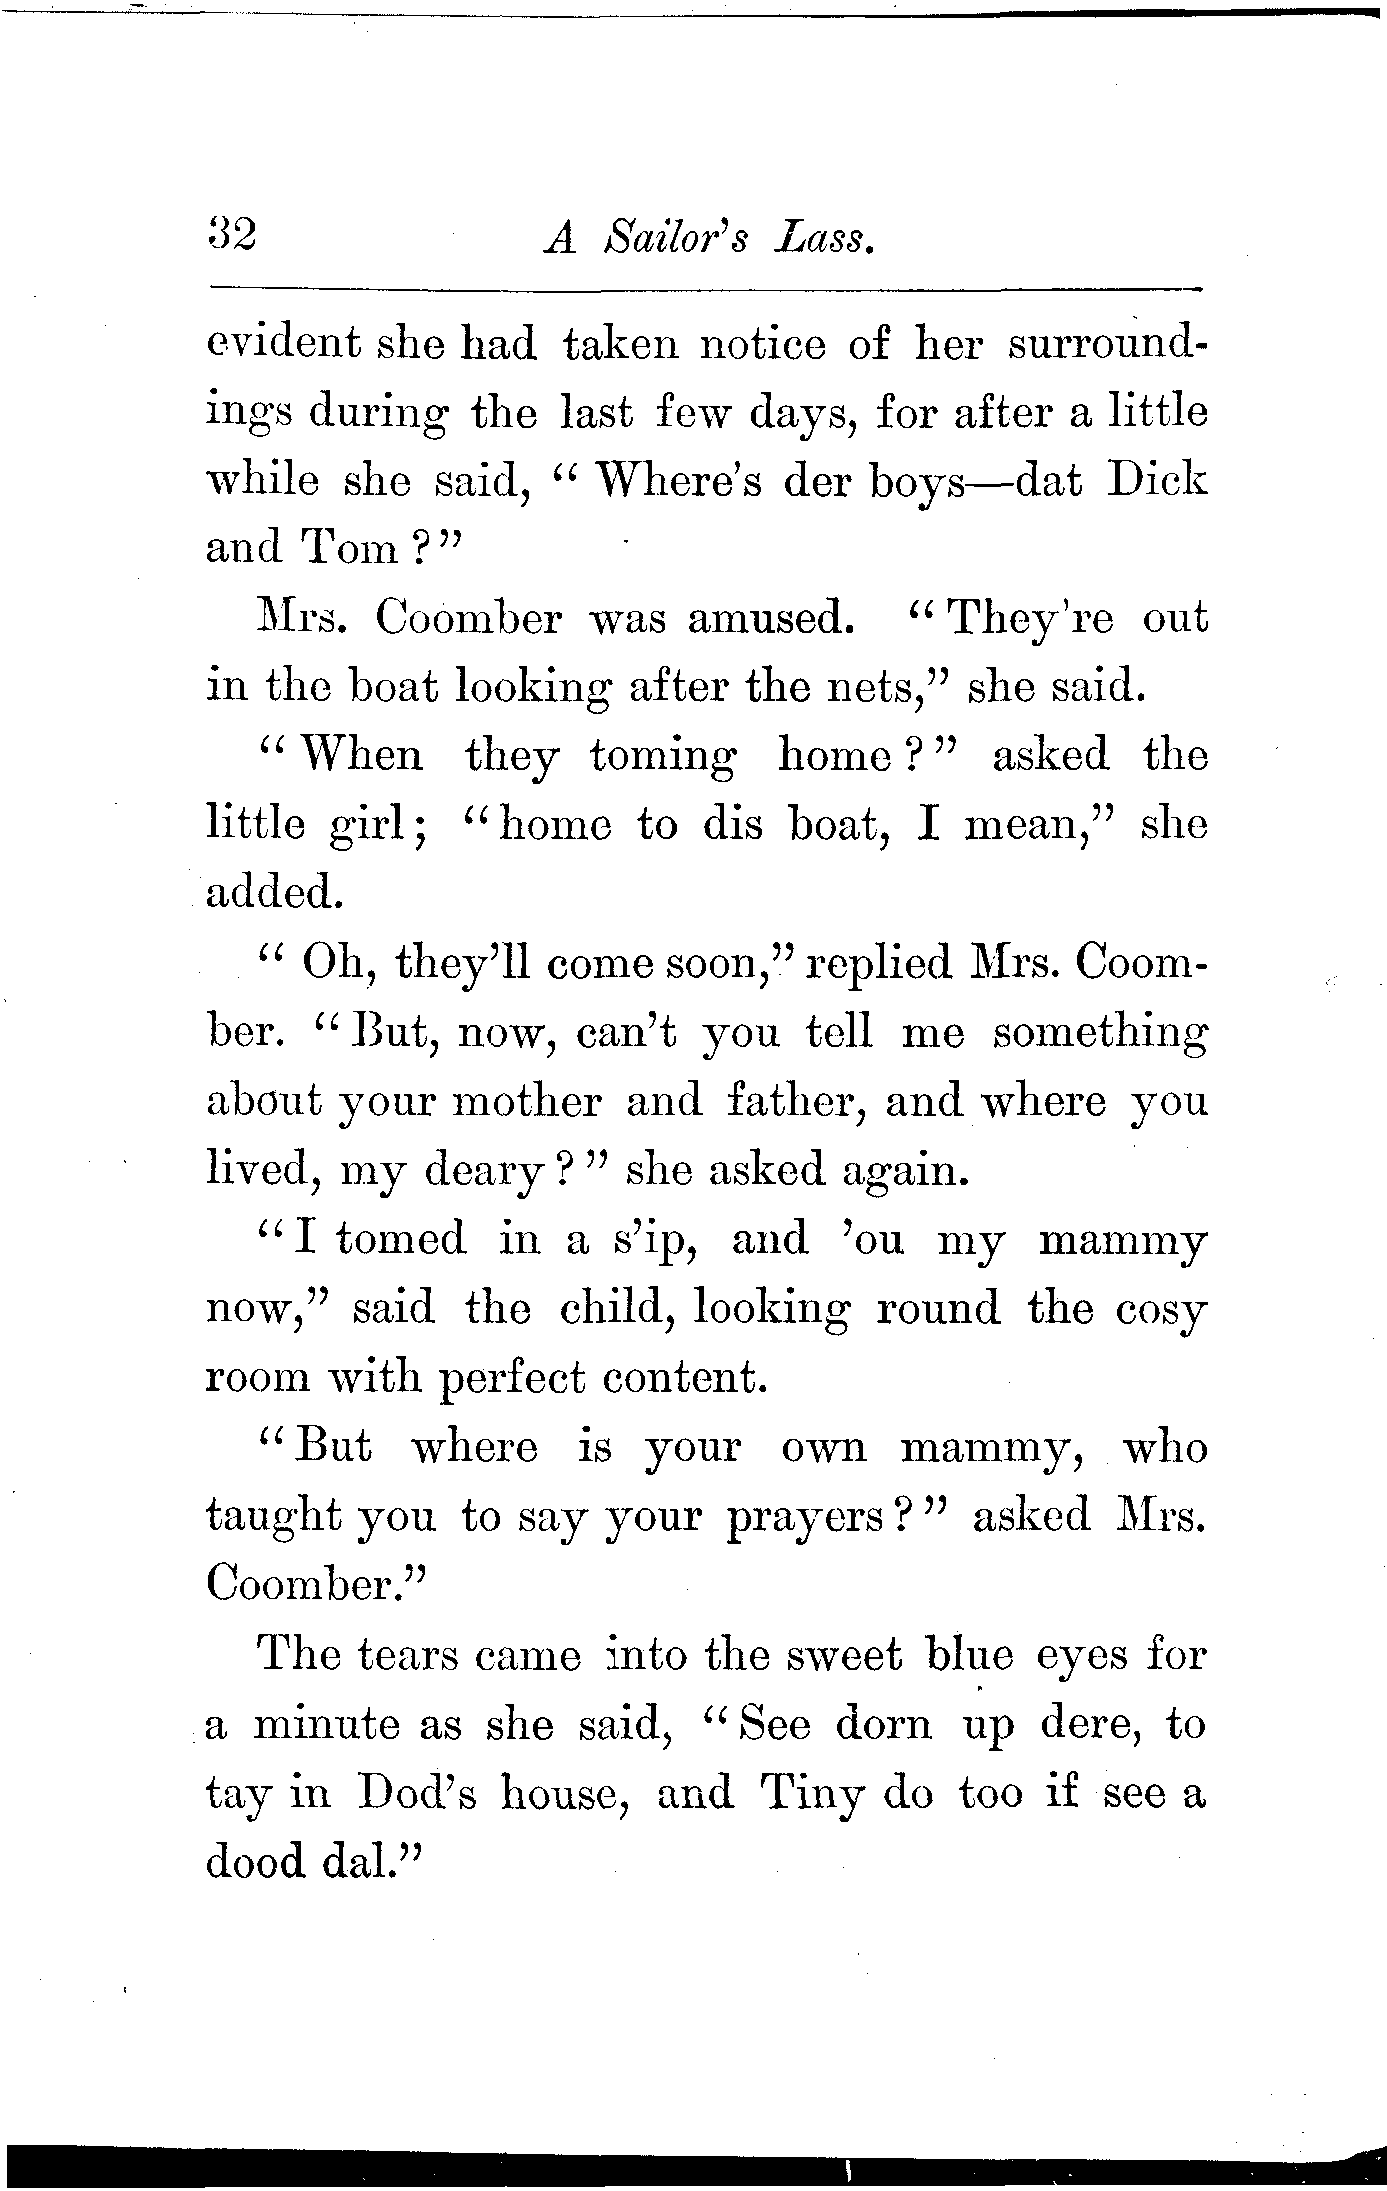 32 A Sailor's Lass.
evident she had taken notice of her surround-
ings during the last few days, for after a little
while she said, "Where's der boys—dat Dick
and Tom?"
Mrs. Coomber was amused. "They're out
in the boat looking after the nets," she said.
"When they toming home?" asked the
little girl; "home to dis boat, I mean," she
added.
"Oh, they'll come soon," replied Mrs. Coom-
ber. "But, now, can't you tell me something
about your mother and father, and where you
lived, my deary?" she asked again.
"I tomed in a s'ip, and 'ou my mammy
now," said the child, looking round the cosy
room with perfect content.
"But where is your own mammy, who
taught you to say your prayers?" asked Mrs.
Coomber."
The tears came into the sweet blue eyes for
a minute as she said, "See dorn up dere, to
tay in Dod's house, and Tiny do too if see a
dood dal."